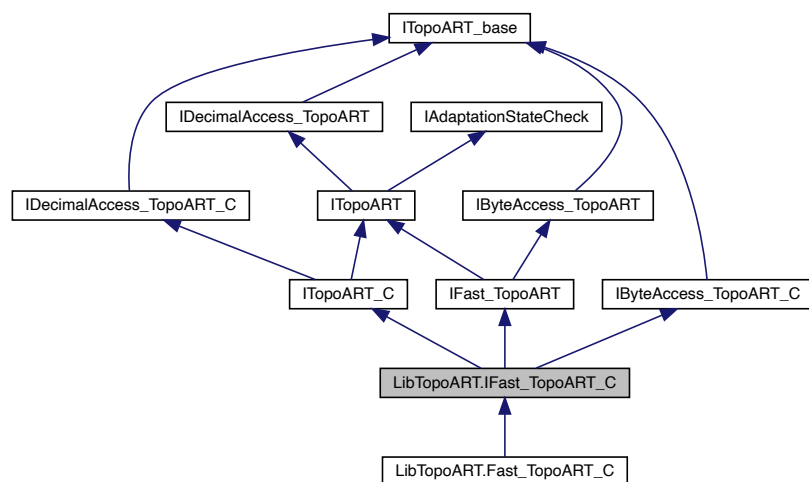 ITopoART_base
IDecimalAccess_TopoART
IAdaptationStateCheck
IDecimalAccess_TopoART_C
ITopoART
IByteAccess_TopoART
ITopoART_C
IFast_TopoART
IByteAccess_TopoART_C
LibTopoART.IFast_TopoART_C
LibTopoART.Fast_TopoART_C